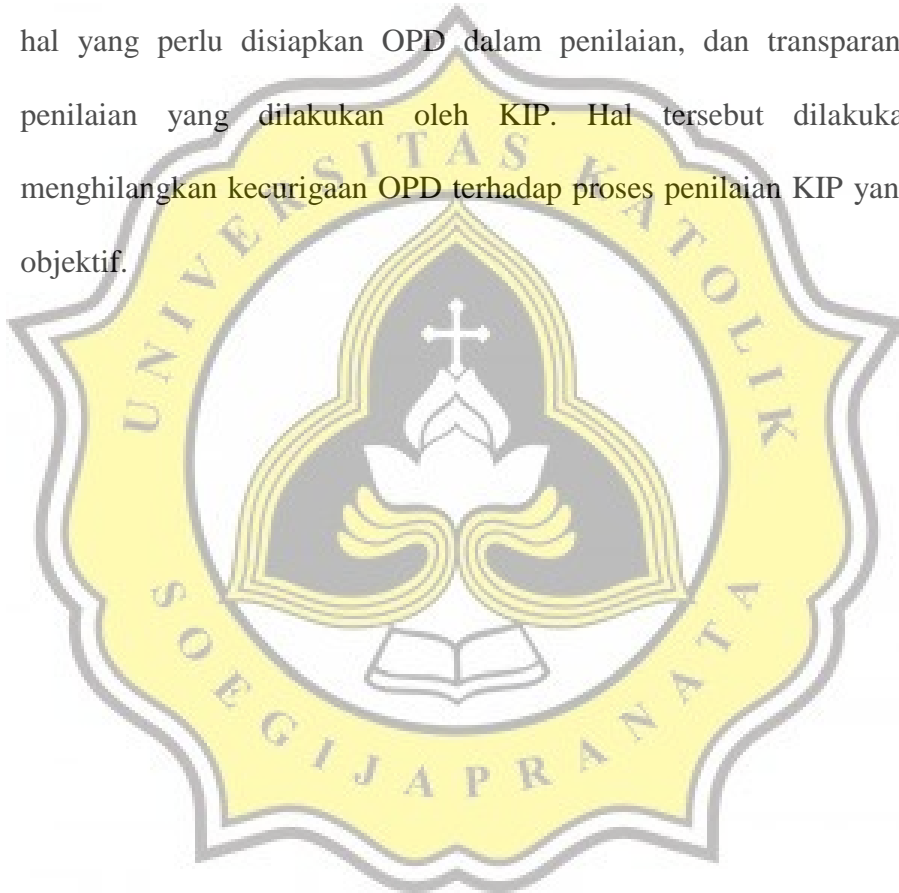 hal yang perlu disiapkan OPD dalam penilaian, dan transparan
penilaian yang dilakukan oleh KIP. Hal tersebut dilakuka
menghilangkan kecurigaan OPD terhadap proses penilaian KIP yan
objektif.
UNIVERSITAS KATOLIK
SOEGIJAPRANATA